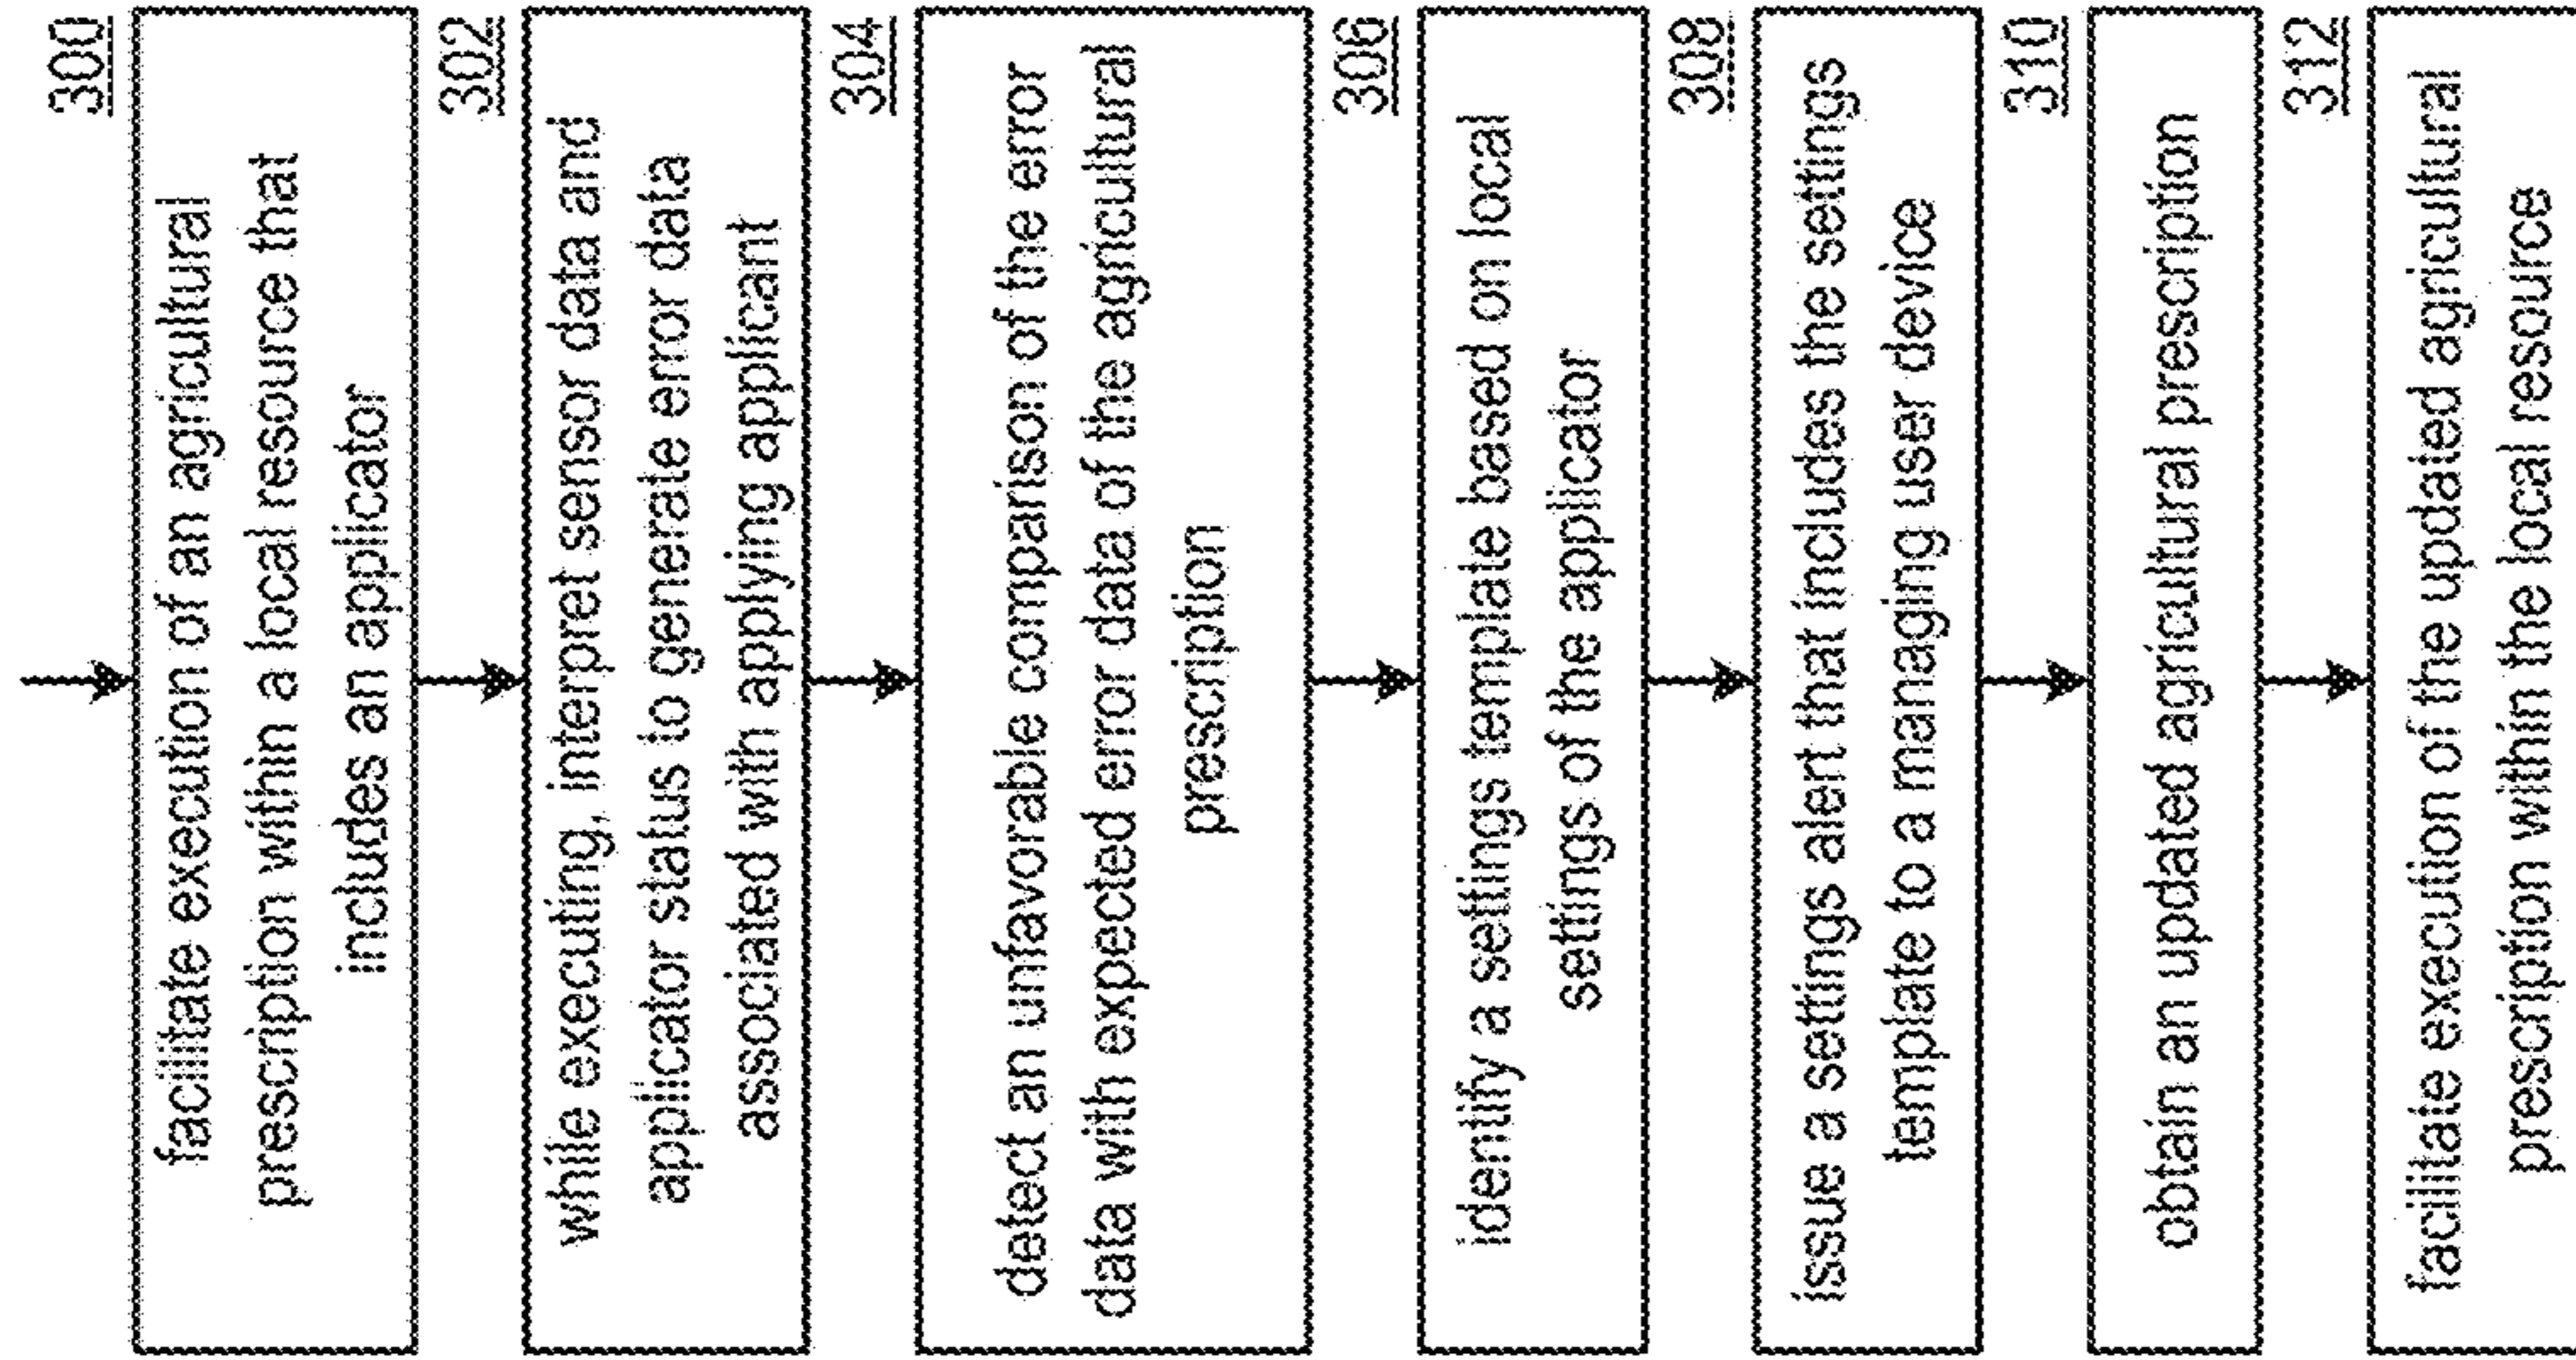 300
facilitate execution of an agricultural
prescription within a local resource that
includes an applicator
302
while executing, interpret sensor data and
applicator status to generate error data
associated with applying applicant
304
detect an unfavorable comparison of the error
data with expected error data of the agricultural
prescription
306
identify a settings template based on local
settings of the applicator
308
issue a settings alert that includes the settings
template to a managing user device
310
obtain an updated agricultural prescription
312
facilitate execution of the updated agricultural
prescription within the local resource